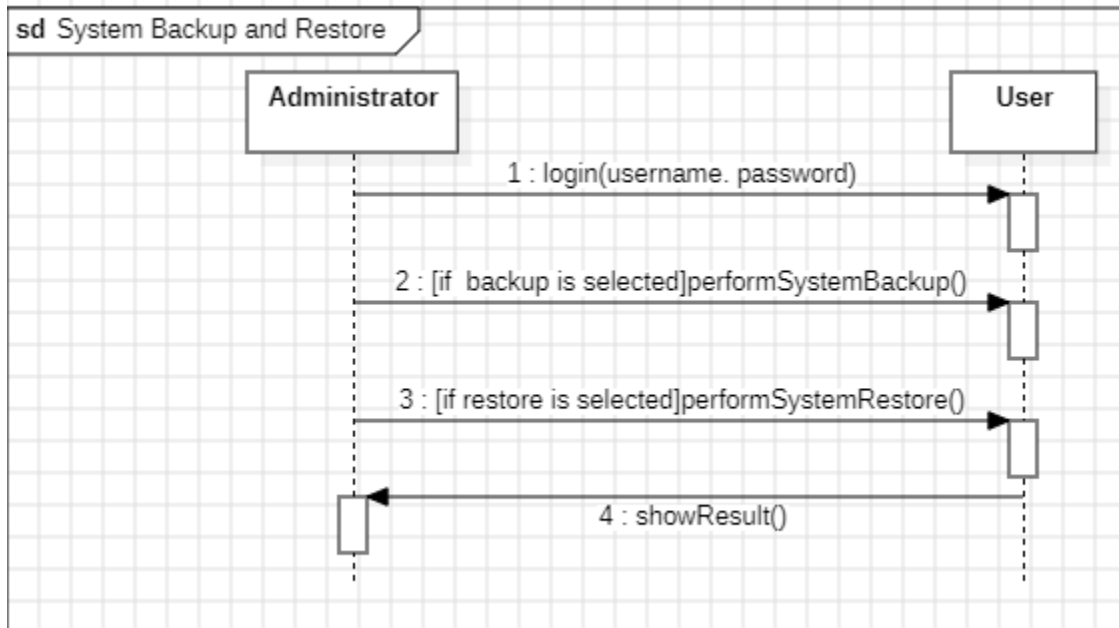 sd System Backup and Restore
Administrator
User
1 : login(username. password)
2 : [if  backup is selected]performSystemBackup()
3 : [if restore is selected]performSystemRestore()
4 : showResult()